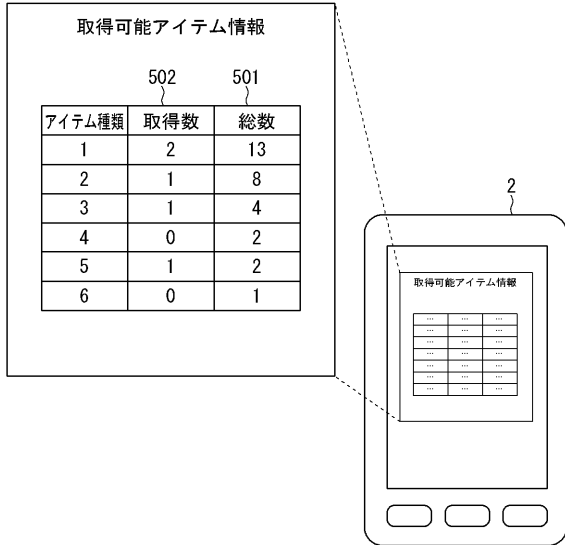 取得可能アイテム情報
502 501
アイテム種類 取得数 総数
1 2 13
2 1 8
3 1 4
4 0 2
5 1 2
6 0 1
2
取得可能アイテム情報
… … …
… … …
… … …
… … …
… … …
… … …
… … …